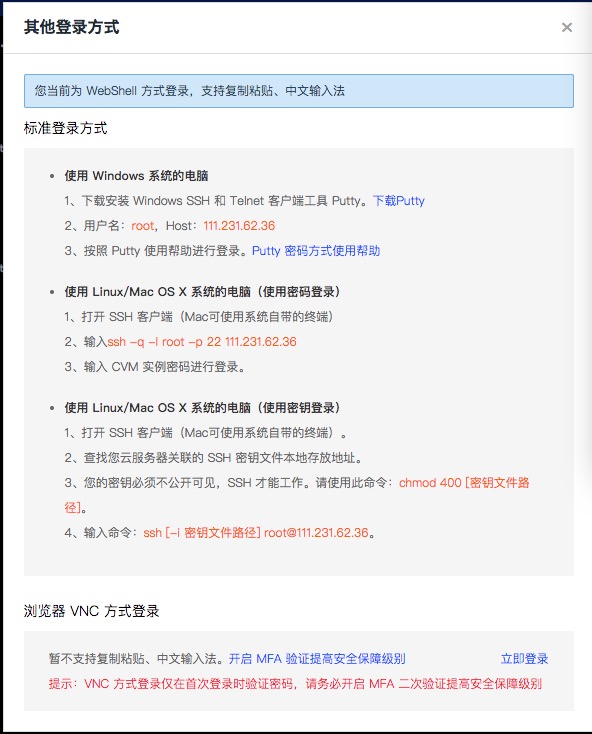 其他登录方式
×
您当前为 WebShell 方式登录，支持复制粘贴、中文输入法
标准登录方式
• 使用 Windows 系统的电脑
1、下载安装 Windows SSH 和 Telnet 客户端工具 Putty。下载Putty
2、用户名：root，Host：111.231.62.36
3、按照 Putty 使用帮助进行登录。Putty 密码方式使用帮助
• 使用 Linux/Mac OS X 系统的电脑（使用密码登录）
1、打开 SSH 客户端（Mac可使用系统自带的终端）
2、输入ssh -q -l root -p 22 111.231.62.36
3、输入 CVM 实例密码进行登录。
• 使用 Linux/Mac OS X 系统的电脑（使用密钥登录）
1、打开 SSH 客户端（Mac可使用系统自带的终端）。
2、查找您云服务器关联的 SSH 密钥文件本地存放地址。
3、您的密钥必须不公开可见，SSH 才能工作。请使用此命令：chmod 400 [密钥文件路
径]。
4、输入命令：ssh [-i 密钥文件路径] root@111.231.62.36。
浏览器 VNC 方式登录
暂不支持复制粘贴、中文输入法。开启 MFA 验证提高安全保障级别 立即登录
提示：VNC 方式登录仅在首次登录时验证密码，请务必开启 MFA 二次验证提高安全保障级别